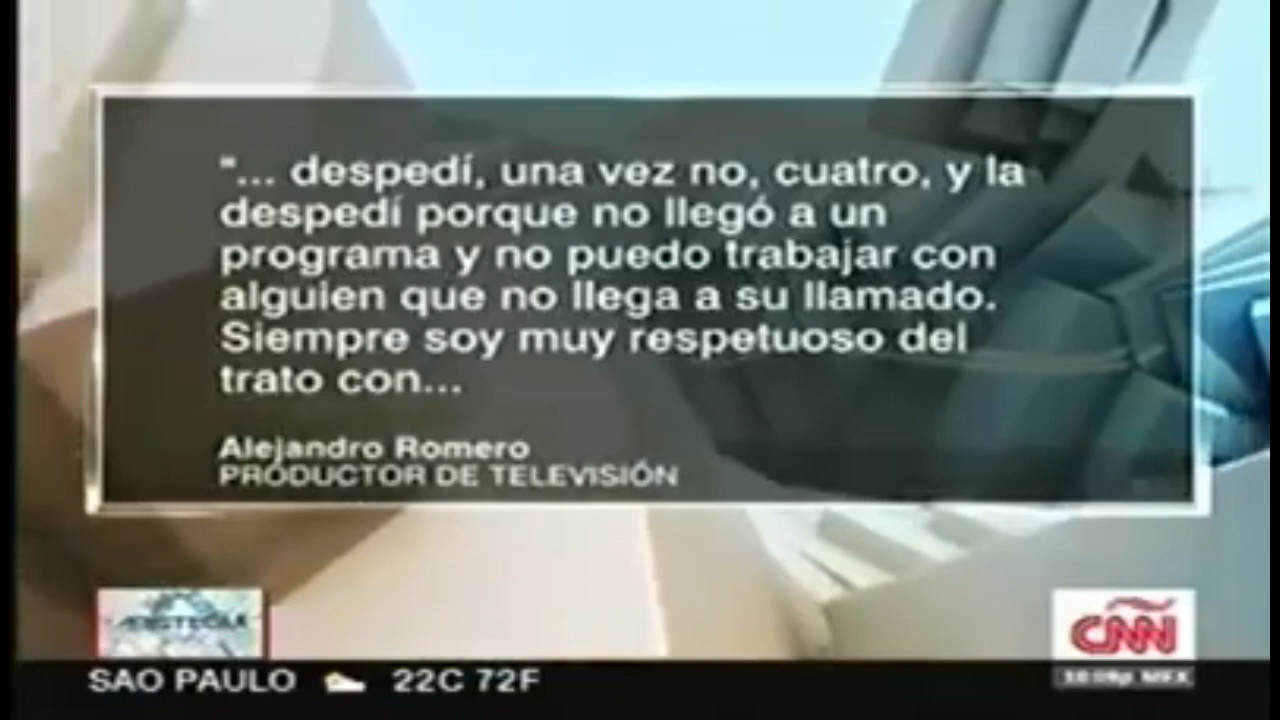 "... despedí, una vez no, cuatro, y la
despedí porque no llegó a un
programa y no puedo trabajar con
alguien que no llega a su llamado.
Siempre soy muy respetuoso del
trato con...
Alejandro Romero
PRODUCTOR DE TELEVISIÓN
ARISTEGUI
CNN
SAO PAULO 22C 72F
MEX